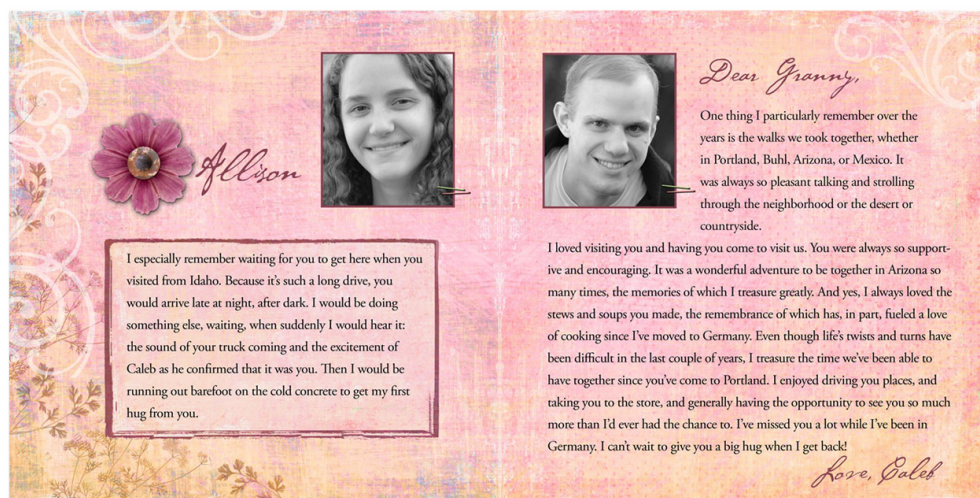 Allison
I especially remember waiting for you to get here when you
visited from Idaho. Because it's such a long drive, you
would arrive late at night, after dark. I would be doing
something else, waiting, when suddenly I would hear it:
the sound of your truck coming and the excitement of
Caleb as he confirmed that it was you. Then I would be
running out barefoot on the cold concrete to get my first
hug from you.
Dear Granny,
One thing I particularly remember over the
years is the walks we took together, whether
in Portland, Buhl, Arizona, or Mexico. It
was always so pleasant talking and strolling
through the neighborhood or the desert or
countryside.
I loved visiting you and having you come to visit us. You were always so support-
ive and encouraging. It was a wonderful adventure to be together in Arizona so
many times, the memories of which I treasure greatly. And yes, I always loved the
stews and soups you made, the remembrance of which has, in part, fueled a love
of cooking since I've moved to Germany. Even though life's twists and turns have
been difficult in the last couple of years, I treasure the time we've been able to
have together since you've come to Portland. I enjoyed driving you places, and
taking you to the store, and generally having the opportunity to see you so much
more than I'd ever had the chance to. I've missed you a lot while I've been in
Germany. I can't wait to give you a big hug when I get back!
Love, Caleb